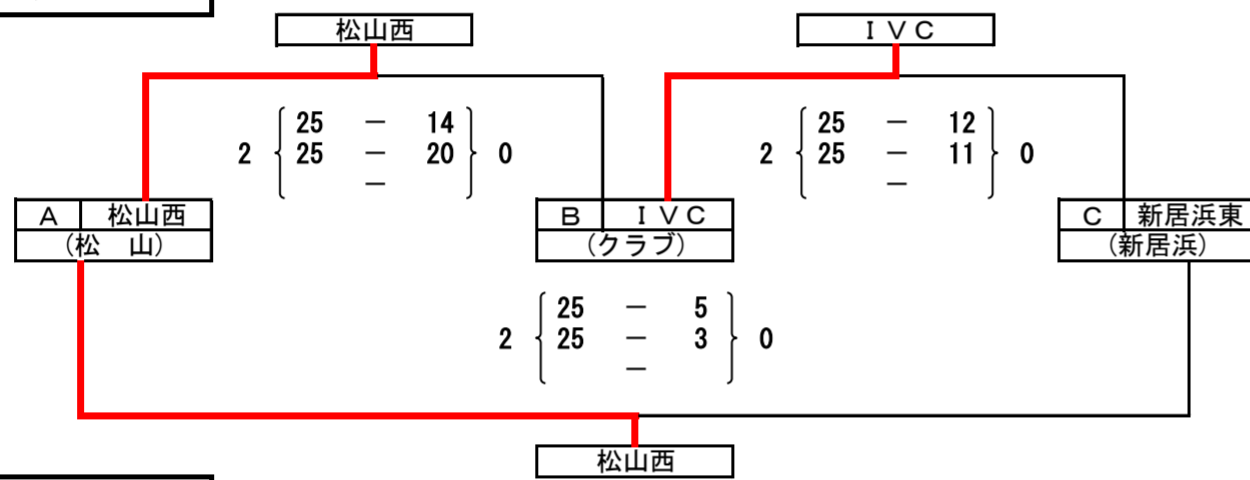 松山西 ＩＶＣ
25 － 14 25 － 12
2 25 － 20 0 2 25 － 11 0
－ －
Ａ 松山西 Ｂ ＩＶＣ Ｃ 新居浜東
（松　山） （クラブ） （新居浜）
25 － 5
2 25 － 3 0
－
松山西